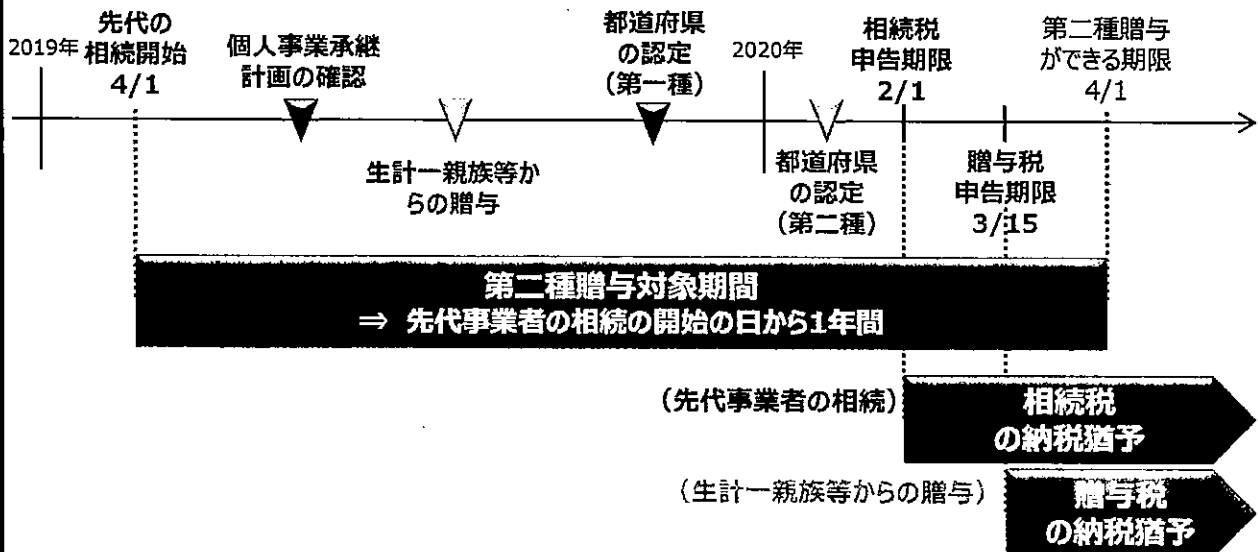 2019年
先代の
相続開始
4/1
個人事業承継
計画の確認
都道府県
の認定
（第一種）
2020年
相続税
申告期限
2/1
第二種贈与
ができる期限
4/1
生計一親族等か
らの贈与
都道府県
の認定
（第二種）
贈与税
申告期限
3/15
第二種贈与対象期間
⇒ 先代事業者の相続の開始の日から1年間
（先代事業者の相続）
相続税
の納税猶予
（生計一親族等からの贈与）
贈与税
の納税猶予